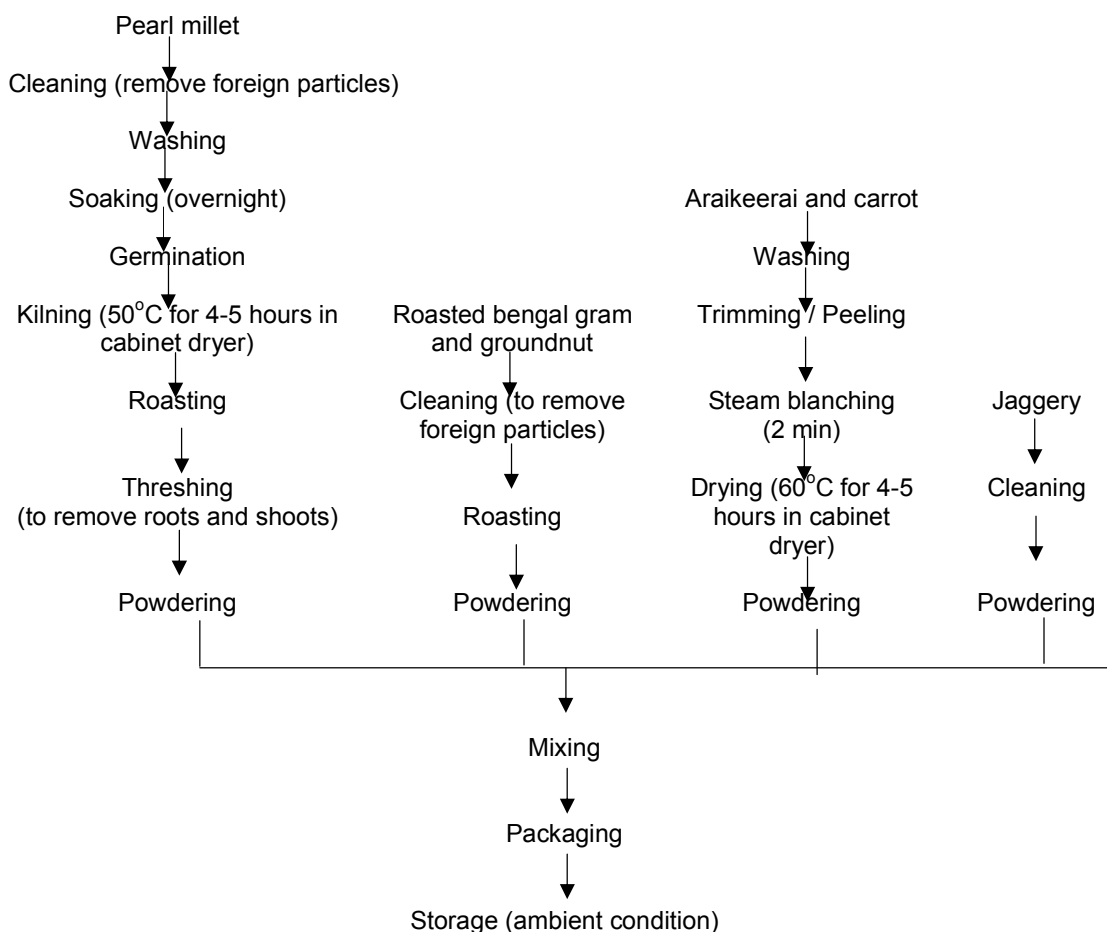 Pearl millet
Cleaning (remove foreign particles)
Washing
Soaking (overnight)
Germination
Kilning (50°C for 4-5 hours in
cabinet dryer)
Roasting
Threshing
(to remove roots and shoots)
Powdering
Roasted bengal gram
and groundnut
Cleaning (to remove
foreign particles)
Roasting
Powdering
Araikeerai and carrot
Washing
Trimming / Peeling
Steam blanching
(2 min)
Drying (60°C for 4-5
hours in cabinet
dryer)
Powdering
Jaggery
Cleaning
Powdering
Mixing
Packaging
Storage (ambient condition)